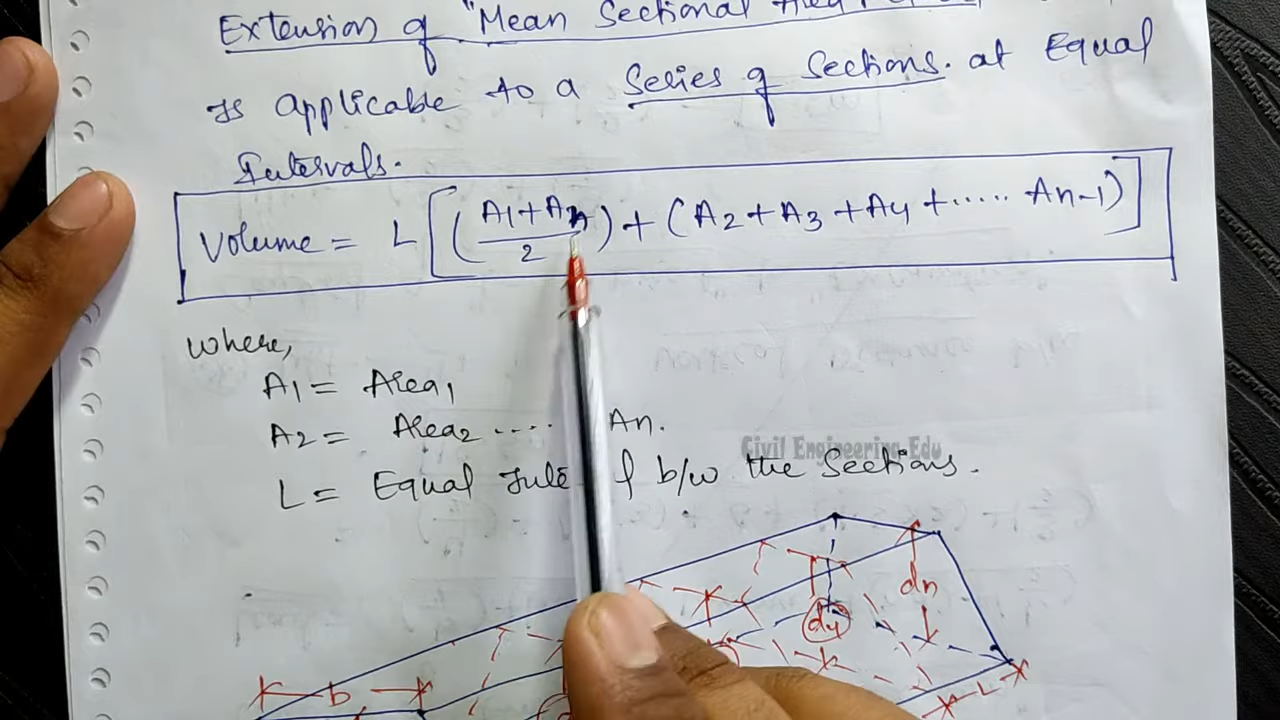 Extension of "Mean Sectional
Is applicable to a Series of Sections. at Equal
Intervals.
Volume = L [(A1+An/2) + (A2+A3+A4+..... An-1)]
where,
A1 = Area1
A2 = Area2 .... An.
L = Equal b/w the Sections.
Civil Engineering Edu
dn
d4
b
L